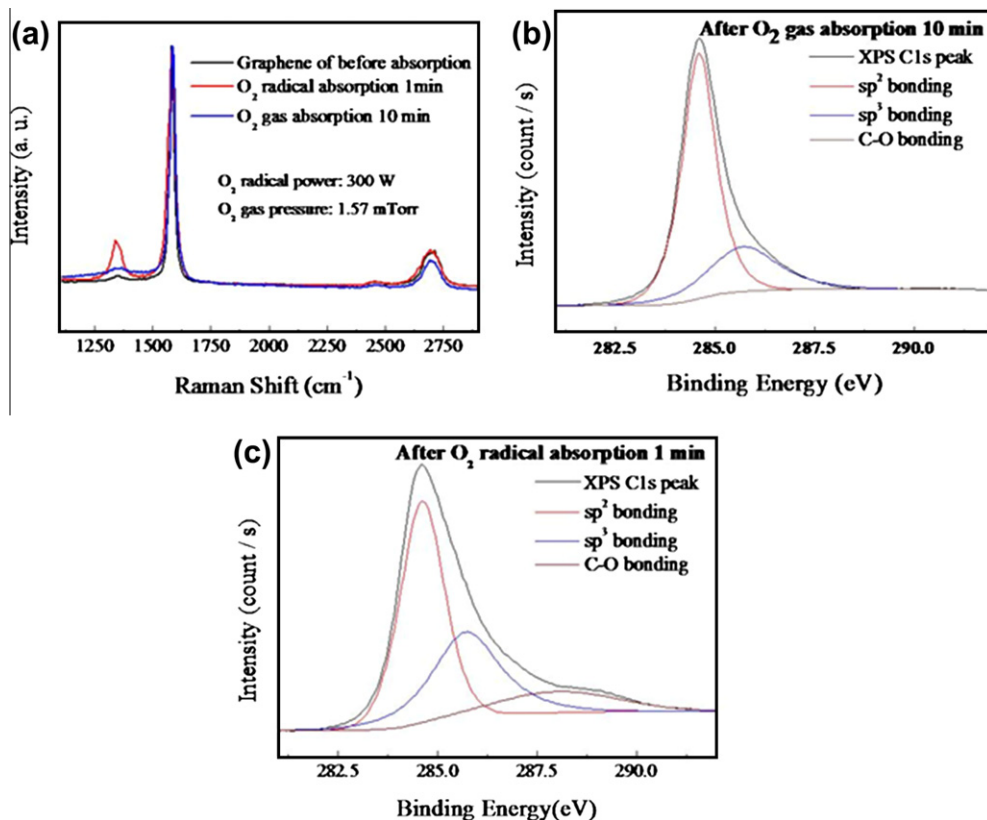 (a)
Graphene of before absorption
O₂ radical absorption 1min
O₂ gas absorption 10 min
O₂ radical power: 300 W
O₂ gas pressure: 1.57 mTorr
Intensity (a. u.)
1250 1500 1750 2000 2250 2500 2750
Raman Shift (cm⁻¹)
(b)
After O₂ gas absorption 10 min
XPS C1s peak
sp² bonding
sp³ bonding
C-O bonding
Intensity (count / s)
282.5 285.0 287.5 290.0
Binding Energy (eV)
(c)
After O₂ radical absorption 1 min
XPS C1s peak
sp² bonding
sp³ bonding
C-O bonding
Intensity (count / s)
282.5 285.0 287.5 290.0
Binding Energy(eV)